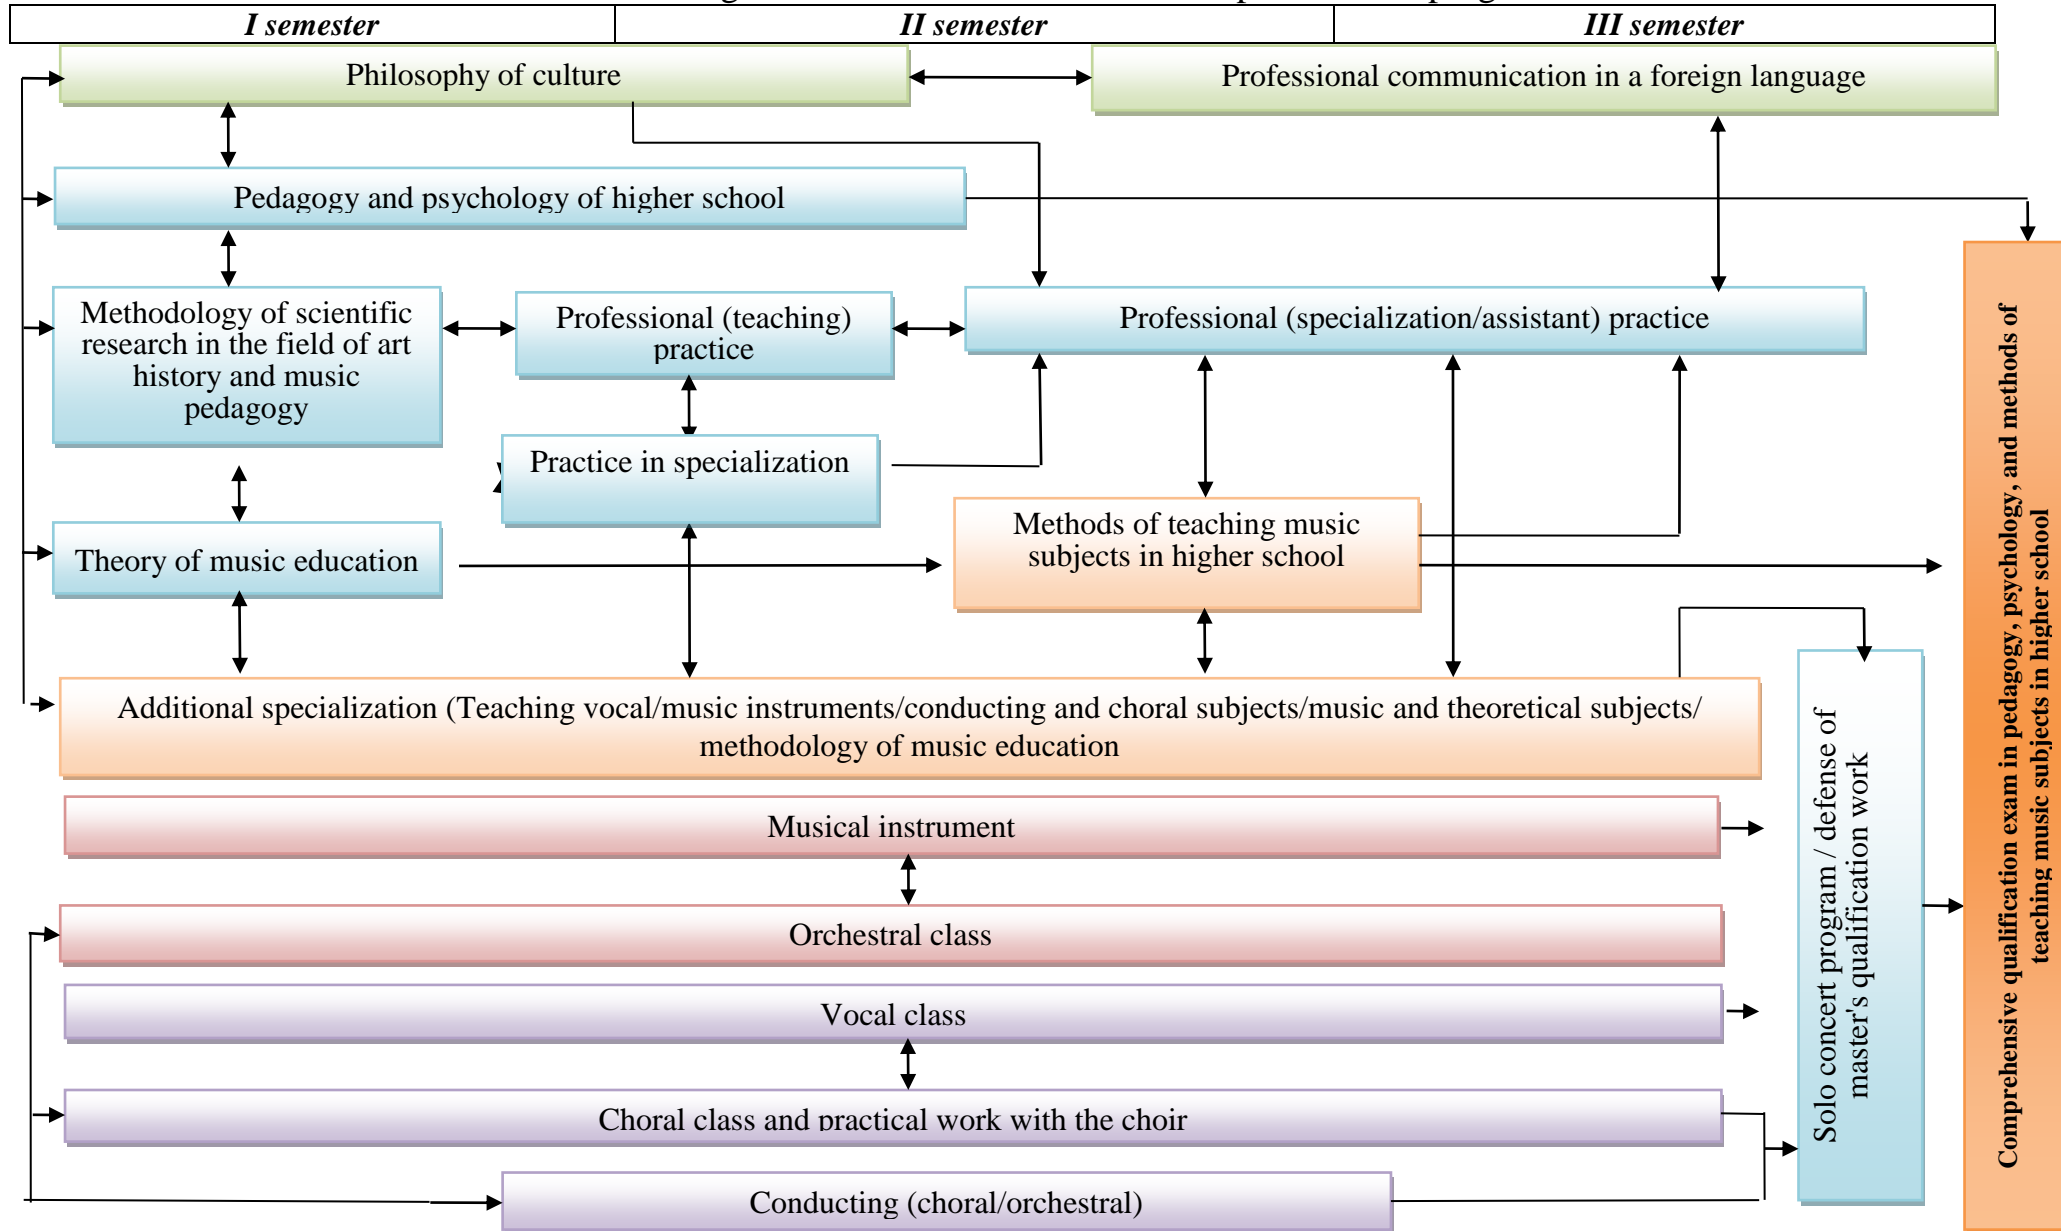 I semester
II semester
III semester
Philosophy of culture
Professional communication in a foreign language
Pedagogy and psychology of higher school
Methodology of scientific
research in the field of art
history and music
pedagogy
Professional (teaching)
practice
Professional (specialization/assistant) practice
Practice in specialization
Theory of music education
Methods of teaching music
subjects in higher school
Additional specialization (Teaching vocal/music instruments/conducting and choral subjects/music and theoretical subjects/
methodology of music education
Musical instrument
Orchestral class
Vocal class
Choral class and practical work with the choir
Conducting (choral/orchestral)
Solo concert program / defense of
master's qualification work
Comprehensive qualification exam in pedagogy, psychology, and methods of
teaching music subjects in higher school